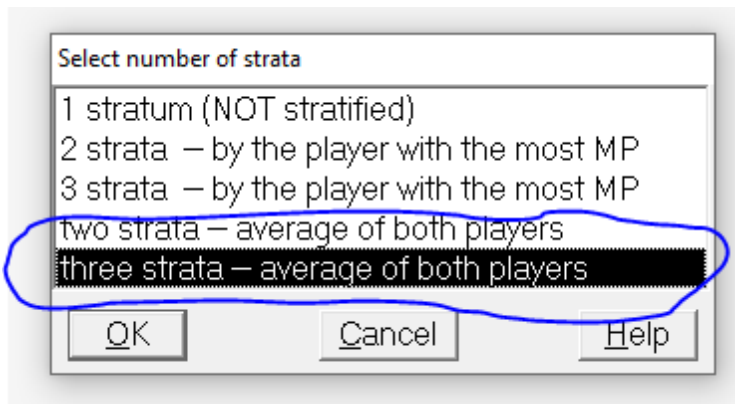 Select number of strata
1 stratum (NOT stratified)
2 strata – by the player with the most MP
3 strata – by the player with the most MP
two strata – average of both players
three strata – average of both players
OK Cancel Help